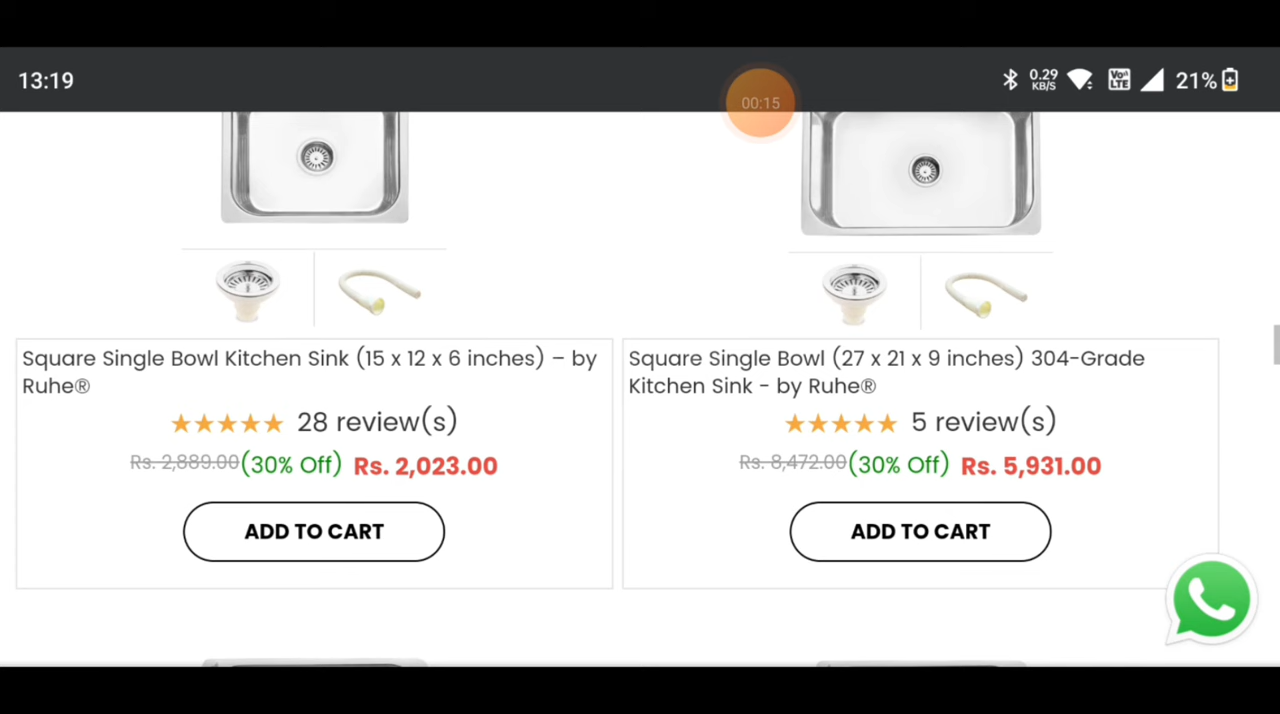 13:19
0.29
KB/S
Vo))
LTE
21%
00:15
Square Single Bowl Kitchen Sink (15 x 12 x 6 inches) – by
Ruhe®
28 review(s)
Rs. 2,889.00(30% Off) Rs. 2,023.00
ADD TO CART
Square Single Bowl (27 x 21 x 9 inches) 304-Grade
Kitchen Sink - by Ruhe®
5 review(s)
Rs. 8,472.00(30% Off) Rs. 5,931.00
ADD TO CART